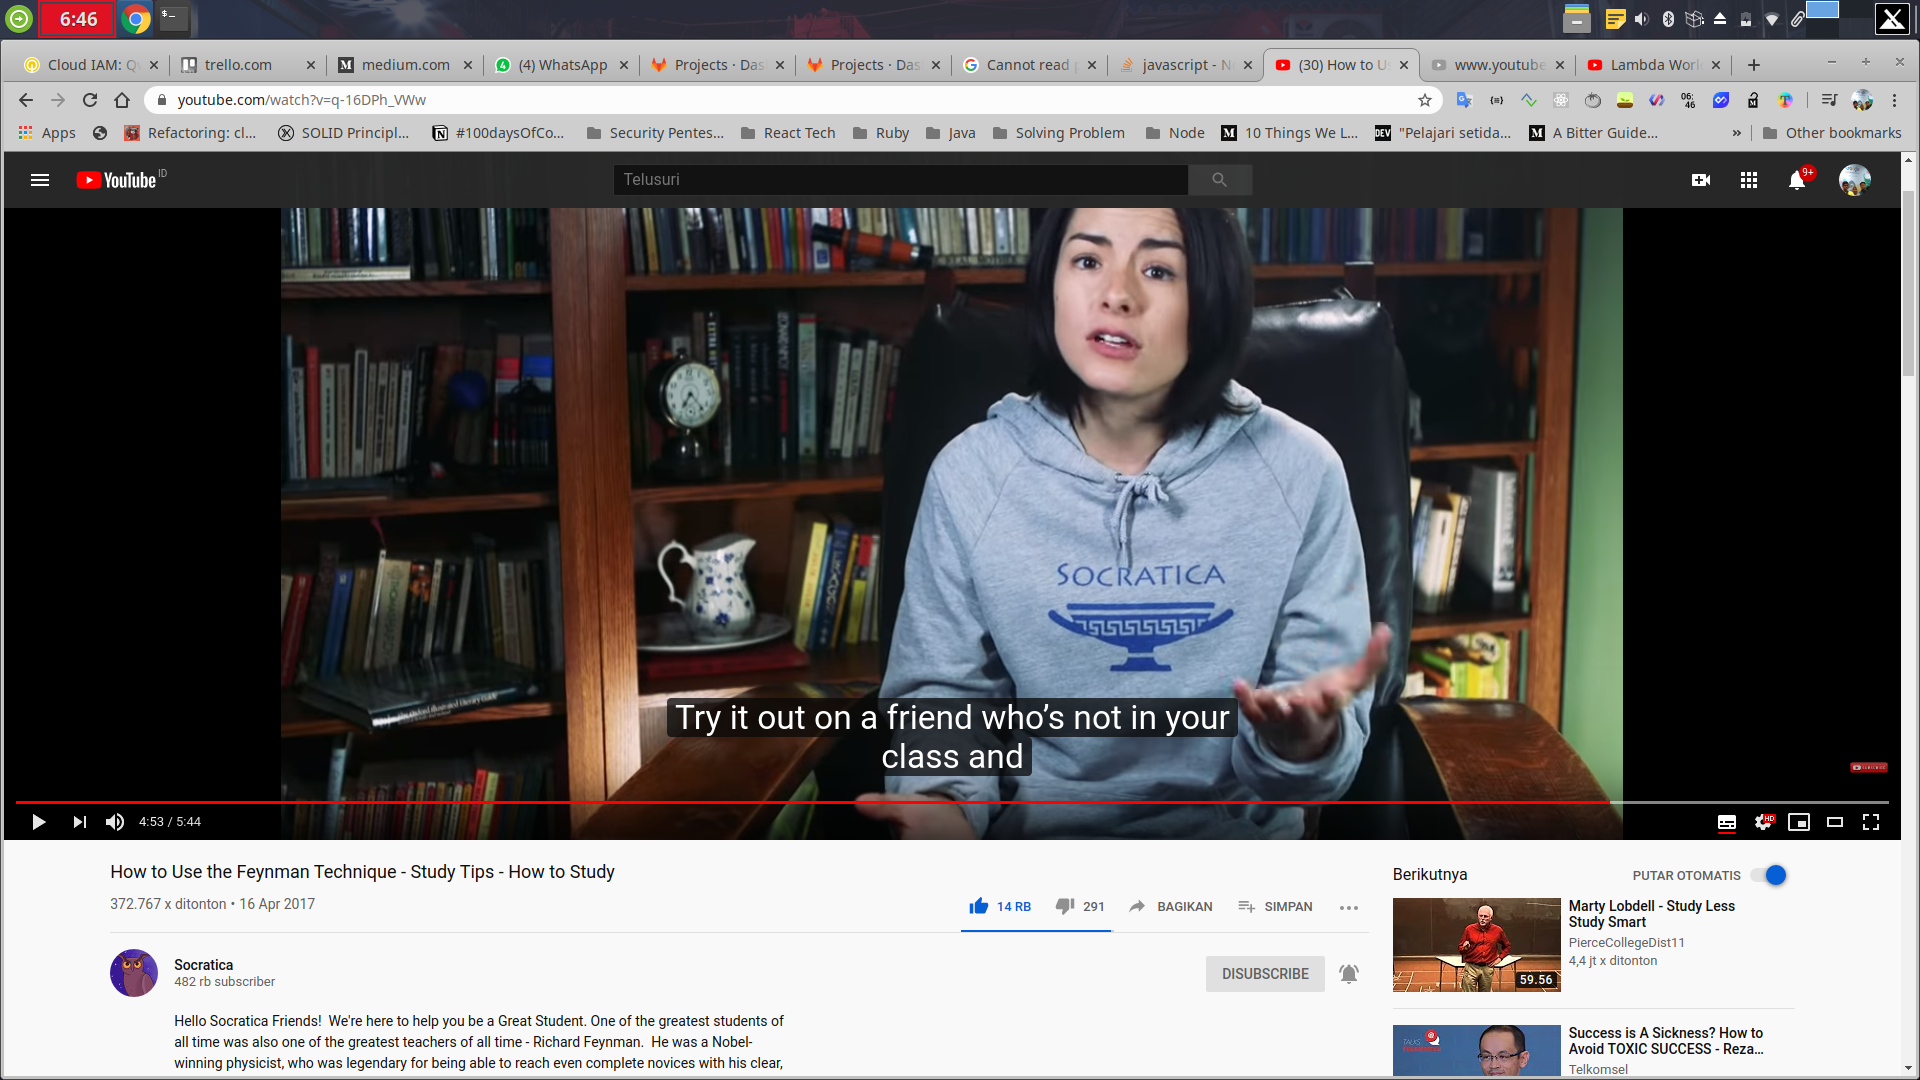 6:46
Cloud IAM: Q
trello.com
medium.com
(4) WhatsApp
Projects · Das
Projects · Das
Cannot read
javascript - N
(30) How to U
www.youtube
Lambda Worl
youtube.com/watch?v=q-16DPh_VWw
06:
46
Apps
Refactoring: cl...
SOLID Principl...
#100daysOfCo...
Security Pentes...
React Tech
Ruby
Java
Solving Problem
Node
10 Things We L...
DEV
"Pelajari setida...
A Bitter Guide...
»
Other bookmarks
YouTube ID
Telusuri
9+
SOCRATICA
Try it out on a friend who’s not in your
class and
4:53 / 5:44
HD
How to Use the Feynman Technique - Study Tips - How to Study
372.767 x ditonton • 16 Apr 2017
14 RB
291
BAGIKAN
SIMPAN
Socratica
482 rb subscriber
DISUBSCRIBE
Hello Socratica Friends! We're here to help you be a Great Student. One of the greatest students of
all time was also one of the greatest teachers of all time - Richard Feynman. He was a Nobel-
winning physicist, who was legendary for being able to reach even complete novices with his clear,
Berikutnya
PUTAR OTOMATIS
59.56
Marty Lobdell - Study Less
Study Smart
PierceCollegeDist11
4,4 jt x ditonton
Success is A Sickness? How to
Avoid TOXIC SUCCESS - Reza...
Telkomsel